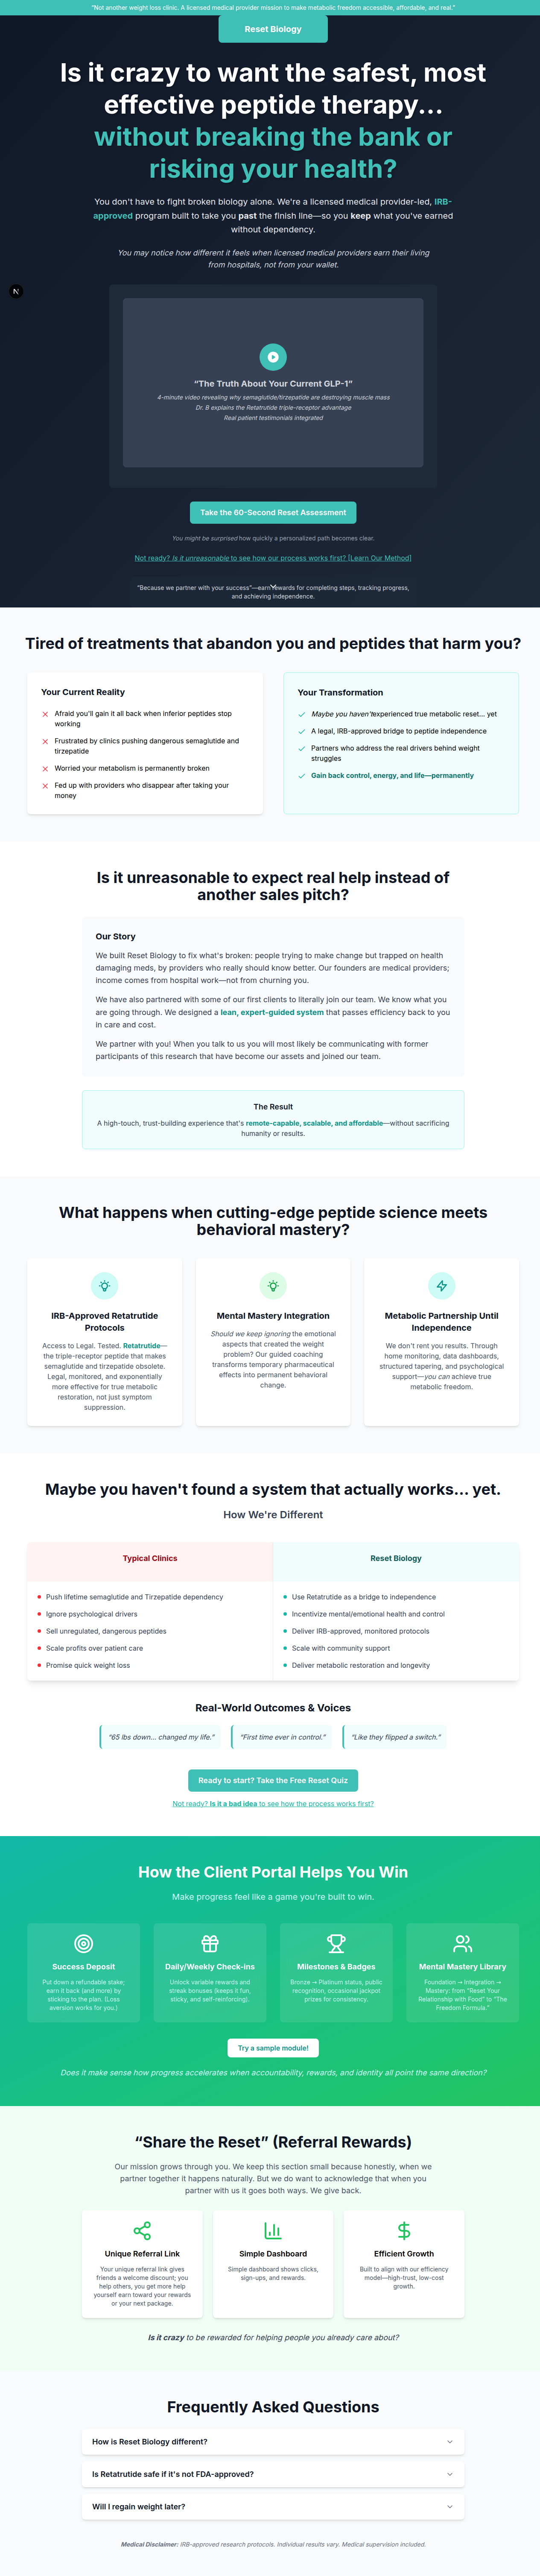 "Not another weight loss clinic. A licensed medical provider mission to make metabolic freedom accessible, affordable, and real."
Reset Biology
Is it crazy to want the safest, most
effective peptide therapy...
without breaking the bank or
risking your health?
You don't have to fight broken biology alone. We're a licensed medical provider-led, IRB-
approved program built to take you past the finish line—so you keep what you've earned
without dependency.
You may notice how different it feels when licensed medical providers earn their living
from hospitals, not from your wallet.
N
"The Truth About Your Current GLP-1"
4-minute video revealing why semaglutide/tirzepatide are destroying muscle mass
Dr. B explains the Retatrutide triple-receptor advantage
Real patient testimonials integrated
Take the 60-Second Reset Assessment
You might be surprised how quickly a personalized path becomes clear.
Not ready? Is it unreasonable to see how our process works first? [Learn Our Method]
"Because we partner with your success"—earn rewards for completing steps, tracking progress,
and achieving independence.
Tired of treatments that abandon you and peptides that harm you?
Your Current Reality
Afraid you'll gain it all back when inferior peptides stop
working
Frustrated by clinics pushing dangerous semaglutide and
tirzepatide
Worried your metabolism is permanently broken
Fed up with providers who disappear after taking your
money
Your Transformation
Maybe you haven't experienced true metabolic reset... yet
A legal, IRB-approved bridge to peptide independence
Partners who address the real drivers behind weight
struggles
Gain back control, energy, and life—permanently
Is it unreasonable to expect real help instead of
another sales pitch?
Our Story
We built Reset Biology to fix what's broken: people trying to make change but trapped on health
damaging meds, by providers who really should know better. Our founders are medical providers;
income comes from hospital work—not from churning you.
We have also partnered with some of our first clients to literally join our team. We know what you
are going through. We designed a lean, expert-guided system that passes efficiency back to you
in care and cost.
We partner with you! When you talk to us you will most likely be communicating with former
participants of this research that have become our assets and joined our team.
The Result
A high-touch, trust-building experience that's remote-capable, scalable, and affordable—without sacrificing
humanity or results.
What happens when cutting-edge peptide science meets
behavioral mastery?
IRB-Approved Retatrutide
Protocols
Access to Legal. Tested. Retatrutide—
the triple-receptor peptide that makes
semaglutide and tirzepatide obsolete.
Legal, monitored, and exponentially
more effective for true metabolic
restoration, not just symptom
suppression.
Mental Mastery Integration
Should we keep ignoring the emotional
aspects that created the weight
problem? Our guided coaching
transforms temporary pharmaceutical
effects into permanent behavioral
change.
Metabolic Partnership Until
Independence
We don't rent you results. Through
home monitoring, data dashboards,
structured tapering, and psychological
support—you can achieve true
metabolic freedom.
Maybe you haven't found a system that actually works... yet.
How We're Different
Typical Clinics
Reset Biology
Push lifetime semaglutide and Tirzepatide dependency
Use Retatrutide as a bridge to independence
Ignore psychological drivers
Incentivize mental/emotional health and control
Sell unregulated, dangerous peptides
Deliver IRB-approved, monitored protocols
Scale profits over patient care
Scale with community support
Promise quick weight loss
Deliver metabolic restoration and longevity
Real-World Outcomes & Voices
"65 lbs down... changed my life."
"First time ever in control."
"Like they flipped a switch."
Ready to start? Take the Free Reset Quiz
Not ready? Is it a bad idea to see how the process works first?
How the Client Portal Helps You Win
Make progress feel like a game you're built to win.
Success Deposit
Put down a refundable stake;
earn it back (and more) by
sticking to the plan. (Loss
aversion works for you.)
Daily/Weekly Check-ins
Unlock variable rewards and
streak bonuses (keeps it fun,
sticky, and self-reinforcing).
Milestones & Badges
Bronze → Platinum status, public
recognition, occasional jackpot
prizes for consistency.
Mental Mastery Library
Foundation → Integration →
Mastery: from "Reset Your
Relationship with Food" to "The
Freedom Formula."
Try a sample module!
Does it make sense how progress accelerates when accountability, rewards, and identity all point the same direction?
"Share the Reset" (Referral Rewards)
Our mission grows through you. We keep this section small because honestly, when we
partner together it happens naturally. But we do want to acknowledge that when you
partner with us it goes both ways. We give back.
Unique Referral Link
Your unique referral link gives
friends a welcome discount; you
help others, you get more help
yourself earn toward your rewards
or your next package.
Simple Dashboard
Simple dashboard shows clicks,
sign-ups, and rewards.
Efficient Growth
Built to align with our efficiency
model—high-trust, low-cost
growth.
Is it crazy to be rewarded for helping people you already care about?
Frequently Asked Questions
How is Reset Biology different?
Is Retatrutide safe if it's not FDA-approved?
Will I regain weight later?
Medical Disclaimer: IRB-approved research protocols. Individual results vary. Medical supervision included.